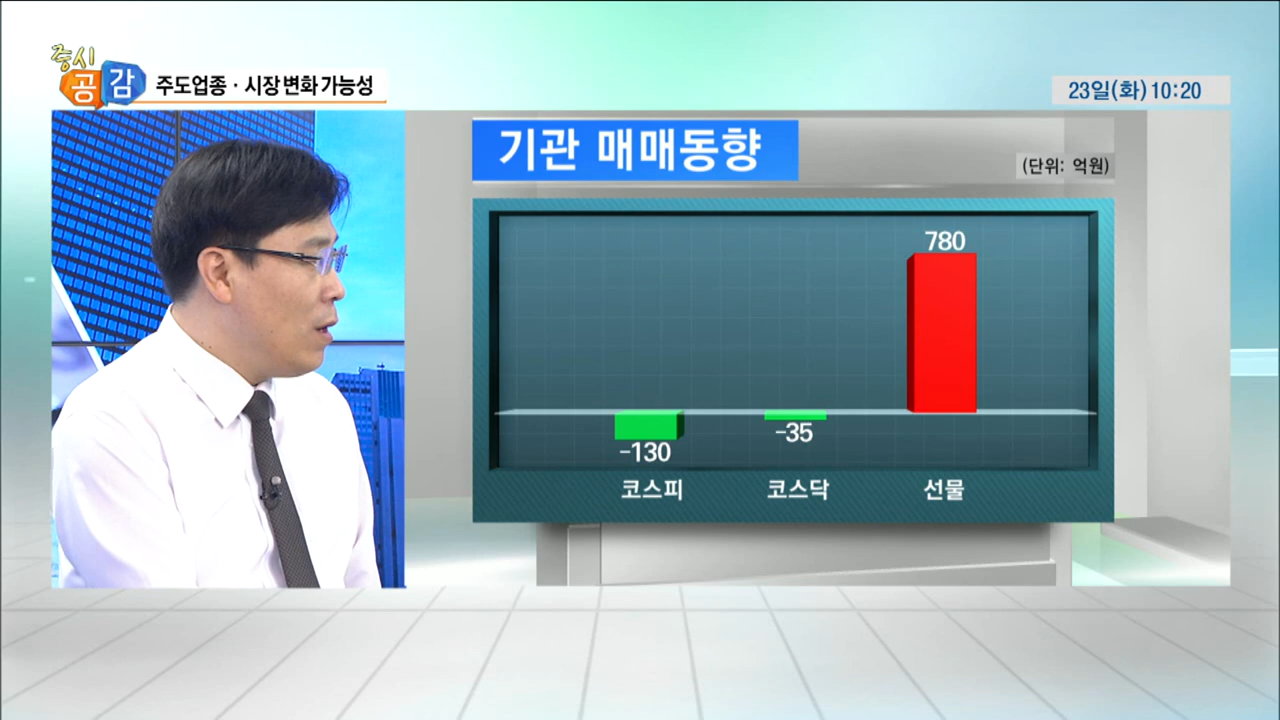 증시
공감
주도업종·시장변화 가능성
23일(화) 10:20
기관 매매동향
(단위: 억원)
780
-130
-35
코스피
코스닥
선물